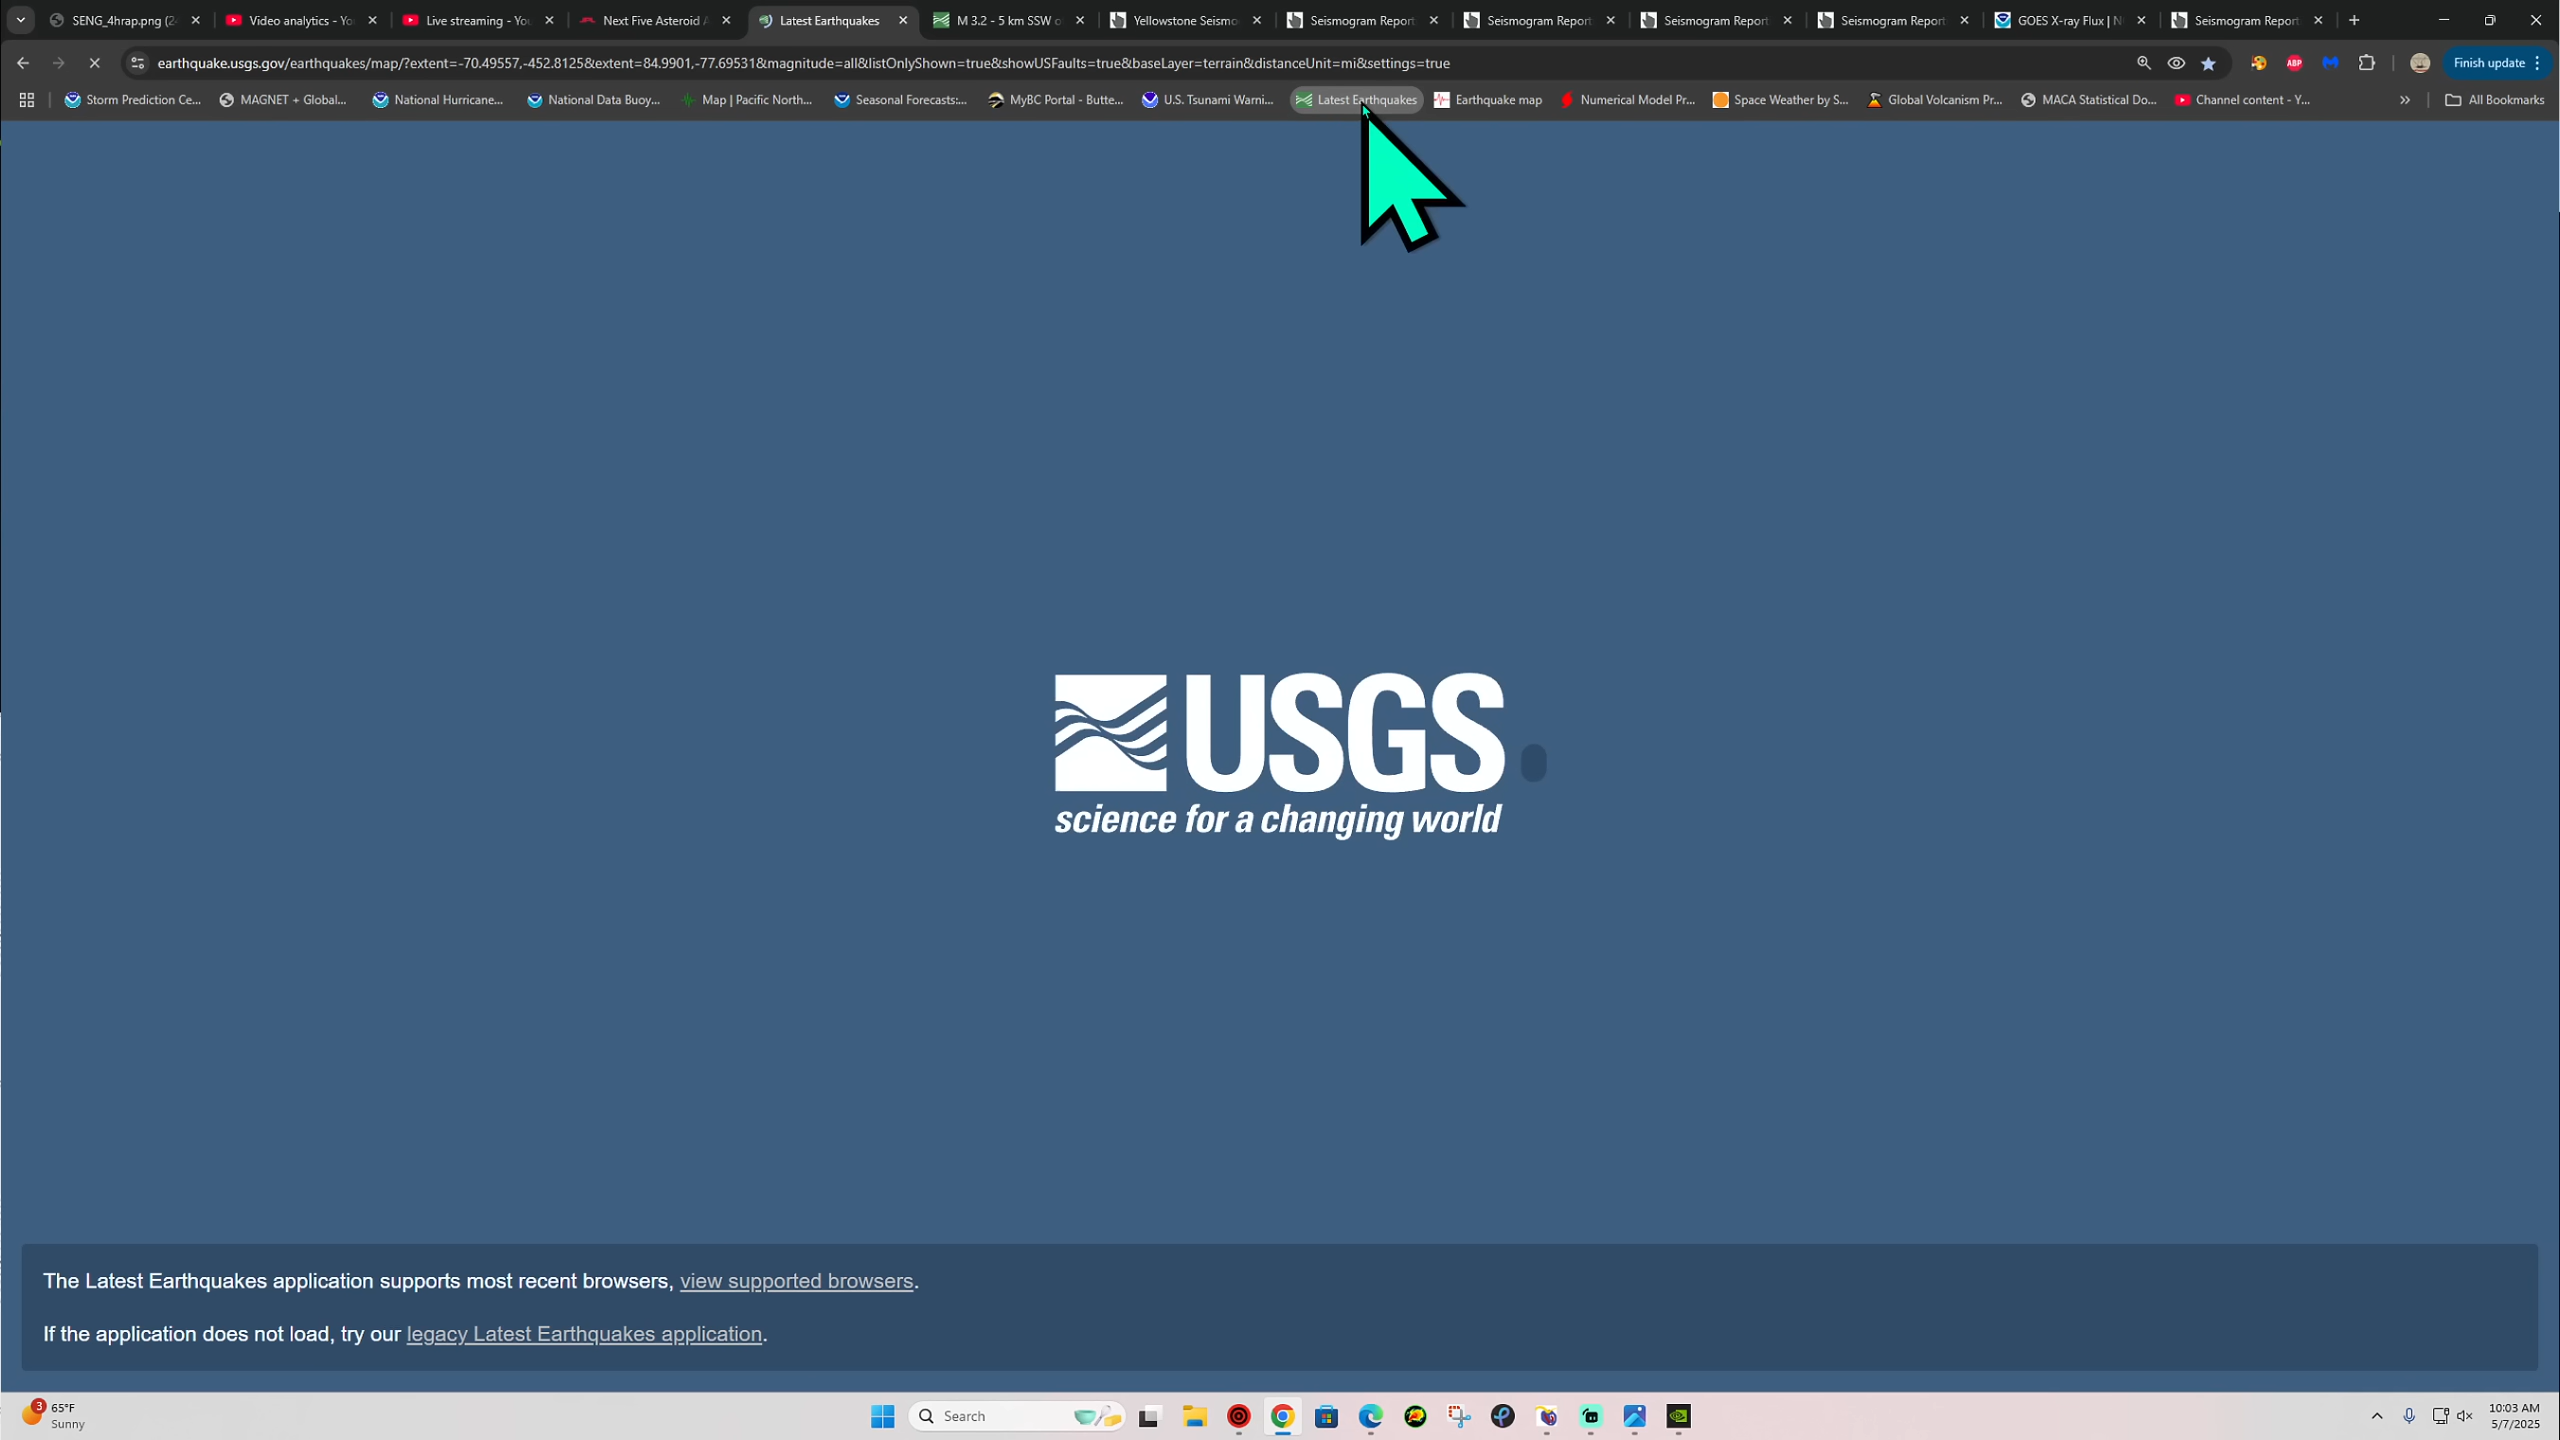 SENG_4hrap.png (2
Video analytics - Yo
Live streaming - You
Next Five Asteroid A
Latest Earthquakes
M 3.2 - 5 km SSW o
Yellowstone Seismo
Seismogram Report
Seismogram Report
Seismogram Report
Seismogram Report
GOES X-ray Flux | N
Seismogram Report
earthquake.usgs.gov/earthquakes/map/?extent=-70.49557,-452.8125&extent=84.9901,-77.69531&magnitude=all&listOnlyShown=true&showUSFaults=true&baseLayer=terrain&distanceUnit=mi&settings=true
ABP
Finish update
Storm Prediction Ce...
MAGNET + Global...
National Hurricane...
National Data Buoy...
Map | Pacific North...
Seasonal Forecasts:...
MyBC Portal - Butte...
U.S. Tsunami Warni...
Latest Earthquakes
Earthquake map
Numerical Model Pr...
Space Weather by S...
Global Volcanism Pr...
MACA Statistical Do...
Channel content - Y...
All Bookmarks
USGS
science for a changing world
The Latest Earthquakes application supports most recent browsers, view supported browsers.
If the application does not load, try our legacy Latest Earthquakes application.
3
65°F
Sunny
Search
10:03 AM
5/7/2025